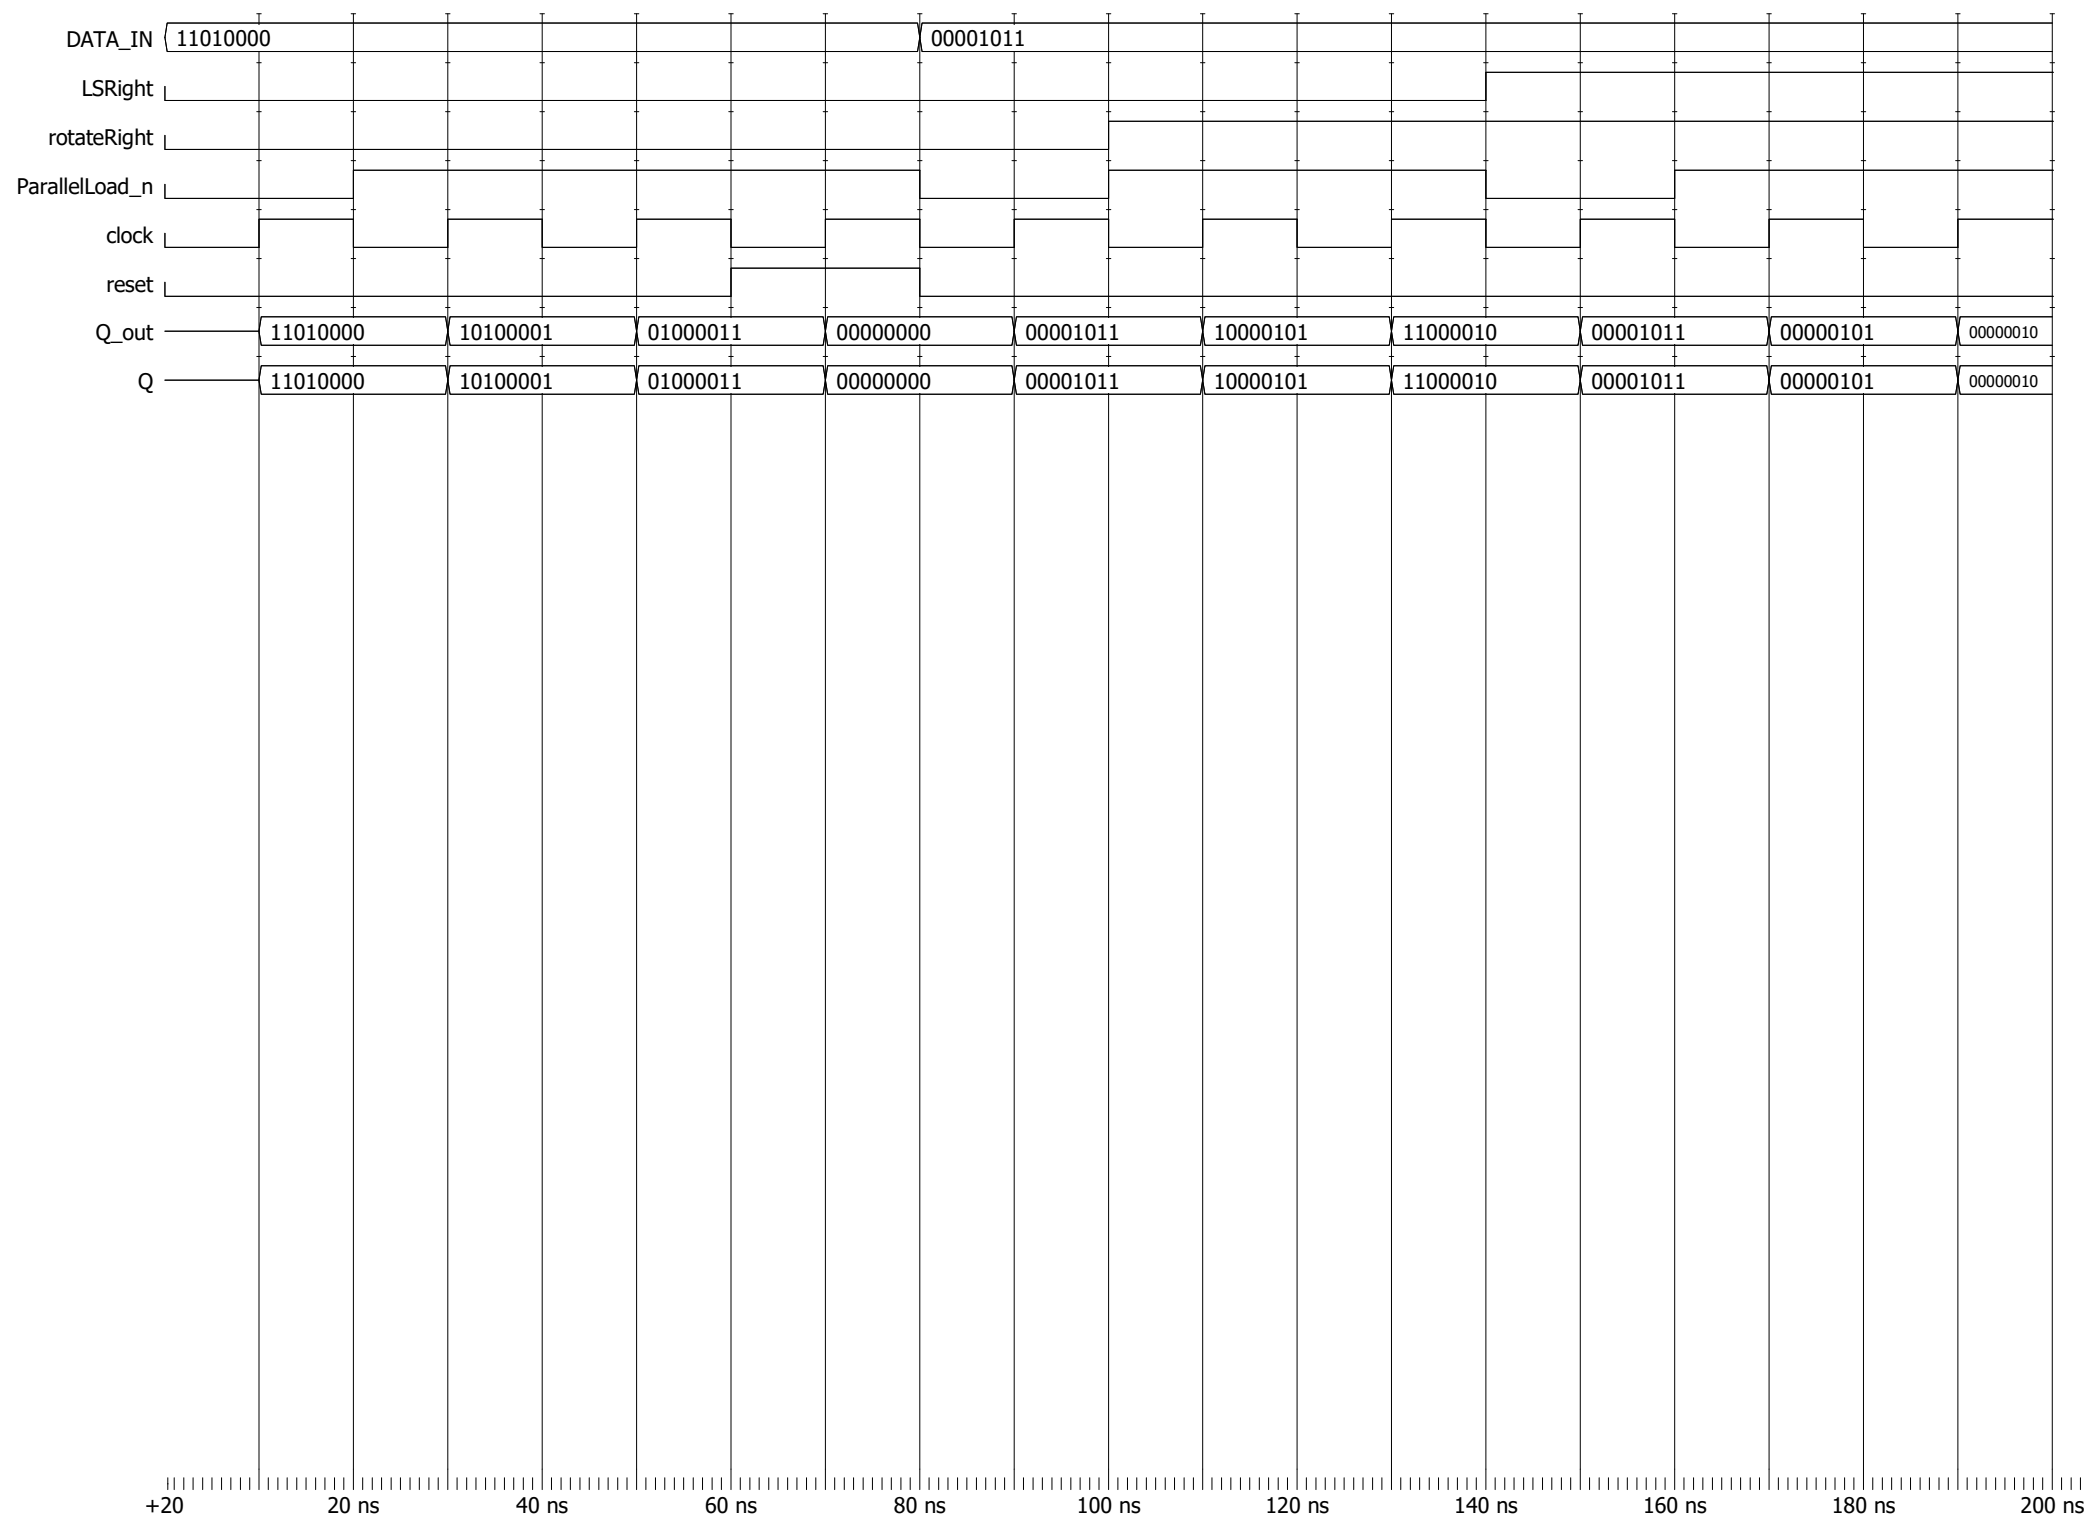 DATA_IN 11010000 00001011
LSRight
rotateRight
ParallelLoad_n
clock
reset
Q_out 11010000 10100001 01000011 00000000 00001011 10000101 11000010 00001011 00000101 00000010
Q 11010000 10100001 01000011 00000000 00001011 10000101 11000010 00001011 00000101 00000010
+20 20 ns 40 ns 60 ns 80 ns 100 ns 120 ns 140 ns 160 ns 180 ns 200 ns